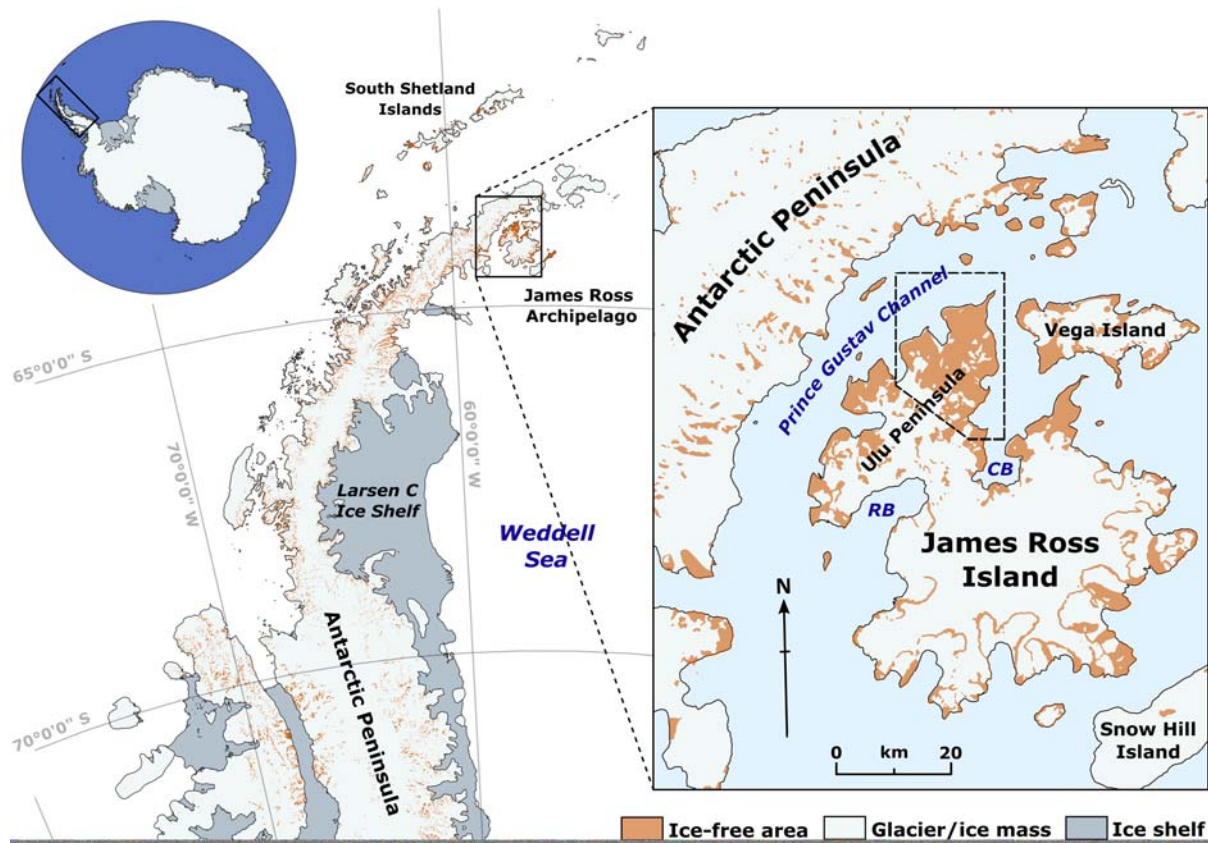 South Shetland
Islands
James Ross
Archipelago
65°0'0" S
70°0'0" W
60°0'0" W
Larsen C
Ice Shelf
Weddell
Sea
Antarctic Peninsula
70°0'0" S
Antarctic Peninsula
Prince Gustav Channel
Vega Island
Ulu Peninsula
CB
RB
James Ross
Island
N
Snow Hill
Island
0 km 20
Ice-free area Glacier/ice mass Ice shelf